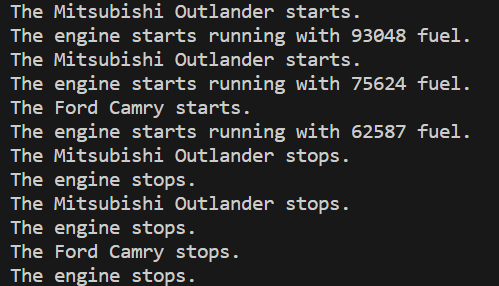 The Mitsubishi Outlander starts.
The engine starts running with 93048 fuel.
The Mitsubishi Outlander starts.
The engine starts running with 75624 fuel.
The Ford Camry starts.
The engine starts running with 62587 fuel.
The Mitsubishi Outlander stops.
The engine stops.
The Mitsubishi Outlander stops.
The engine stops.
The Ford Camry stops.
The engine stops.